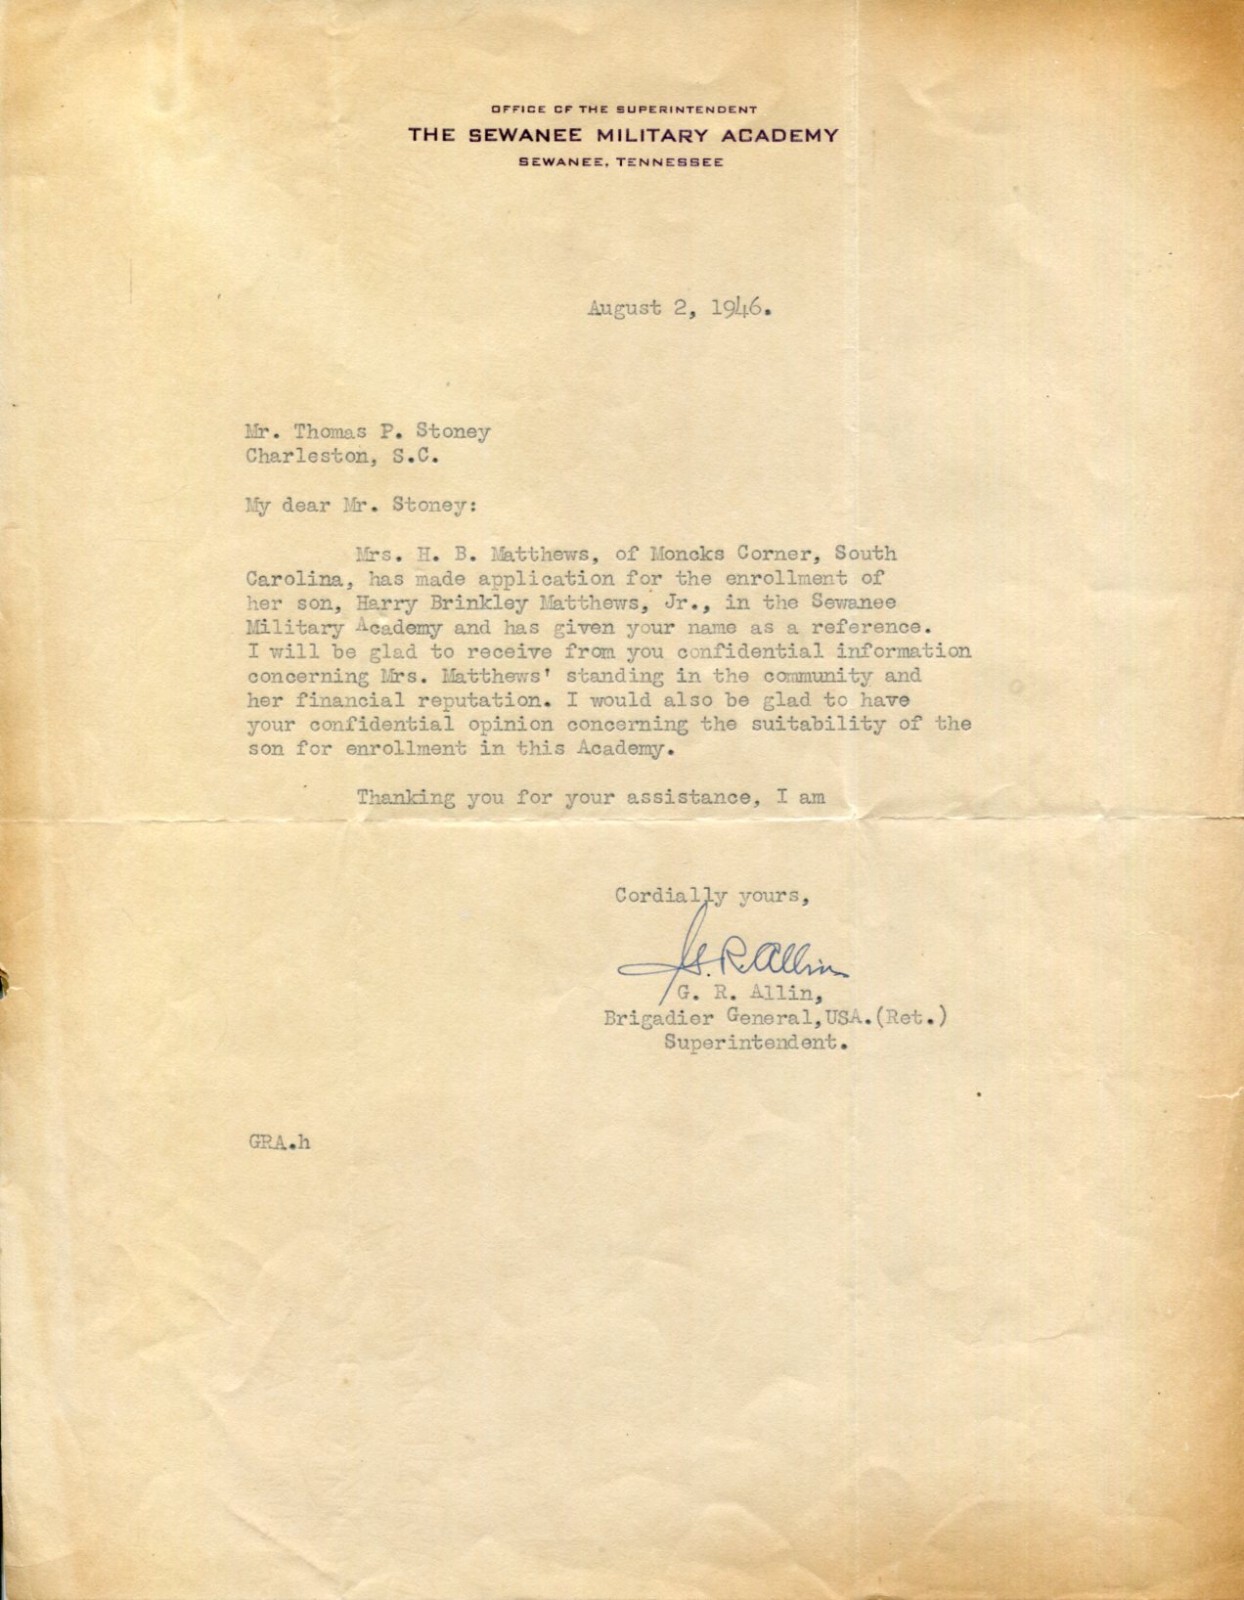 OFFICE OF THE SUPERINTENDENT
THE SEWANEE MILITARY ACADEMY
SEWANEE, TENNESSEE
August 2, 1946.
Mr. Thomas P. Stoney
Charleston, S.C.
My dear Mr. Stoney:
Mrs. H. B. Matthews, of Moncks Corner, South
Carolina, has made application for the enrollment of
her son, Harry Brinkley Matthews, Jr., in the Sewanee
Military Academy and has given your name as a reference.
I will be glad to receive from you confidential information
concerning Mrs. Matthews' standing in the community and
her financial reputation. I would also be glad to have
your confidential opinion concerning the suitability of the
son for enrollment in this Academy.
Thanking you for your assistance, I am
Cordially yours,
G. R. Allin
G. R. Allin,
Brigadier General,USA.(Ret.)
Superintendent.
GRA.h